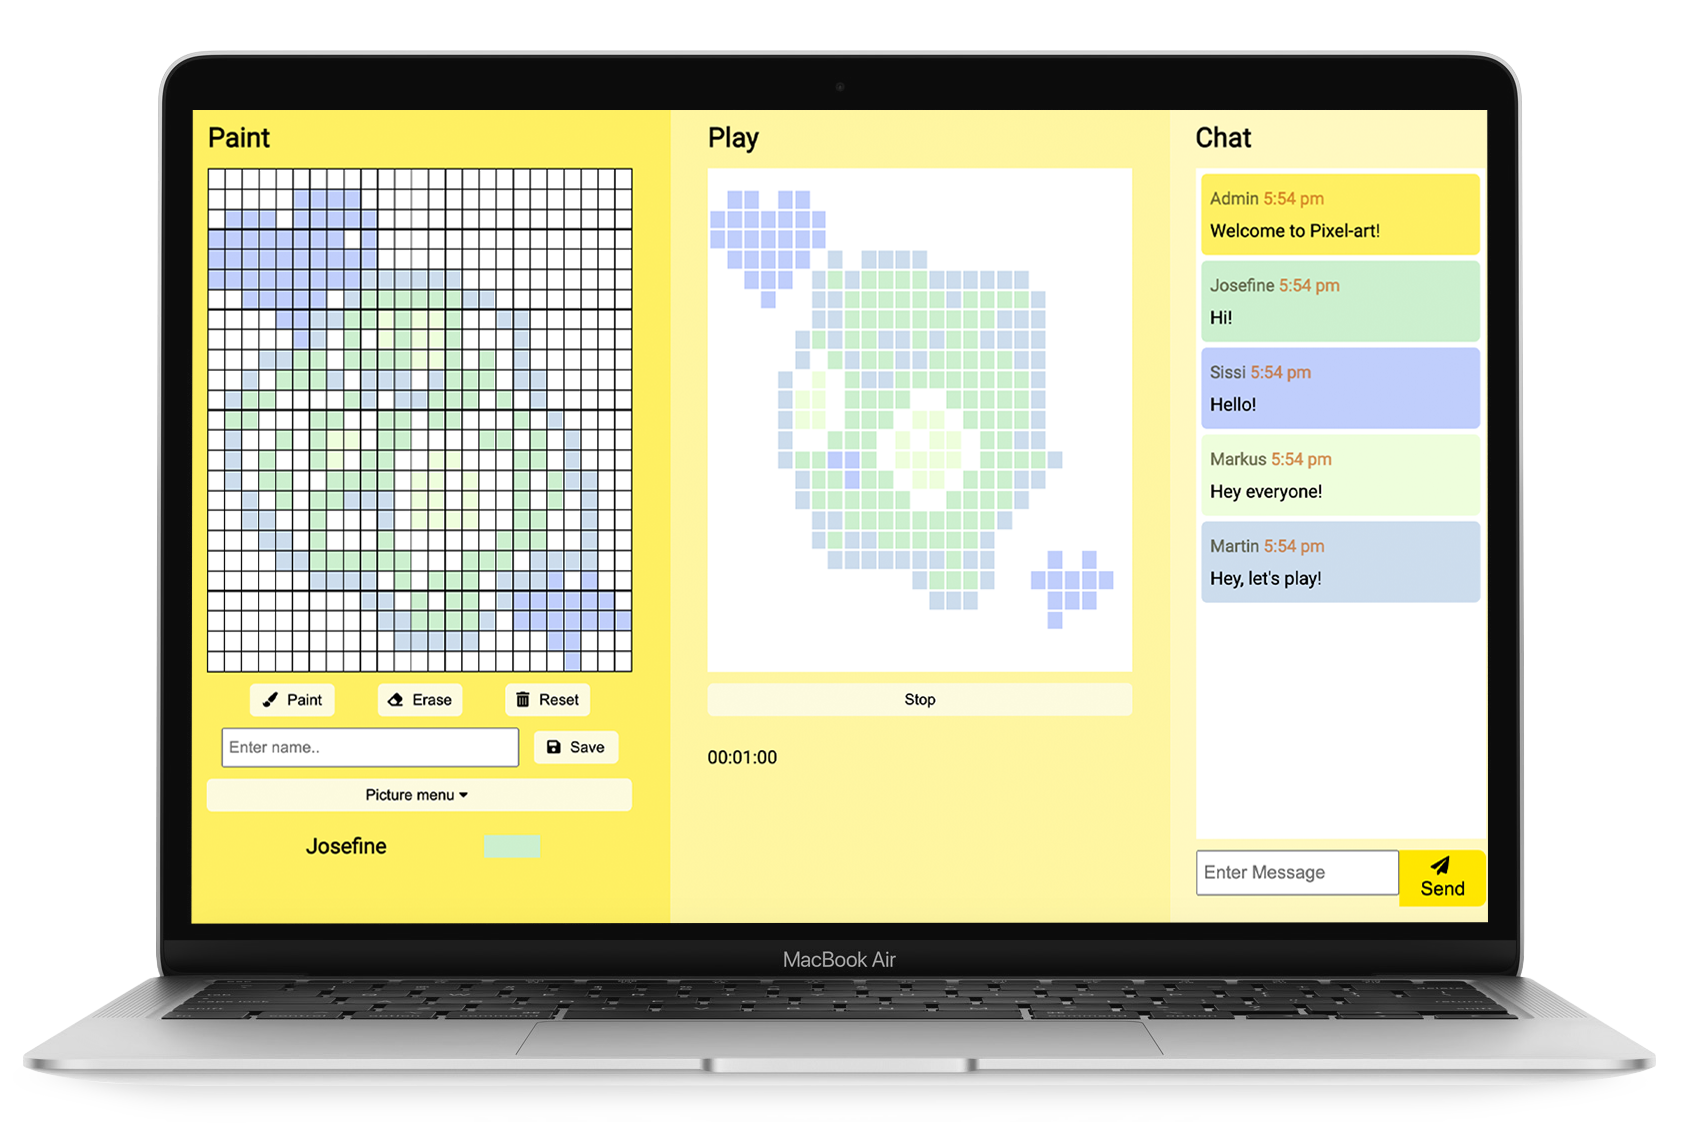 Paint
Play
Chat
Admin 5:54 pm
Welcome to Pixel-art!
Josefine 5:54 pm
Hi!
Sissi 5:54 pm
Hello!
Markus 5:54 pm
Hey everyone!
Martin 5:54 pm
Hey, let's play!
Paint
Erase
Reset
Enter name..
Save
Picture menu
Josefine
Stop
00:01:00
Enter Message
Send
MacBook Air